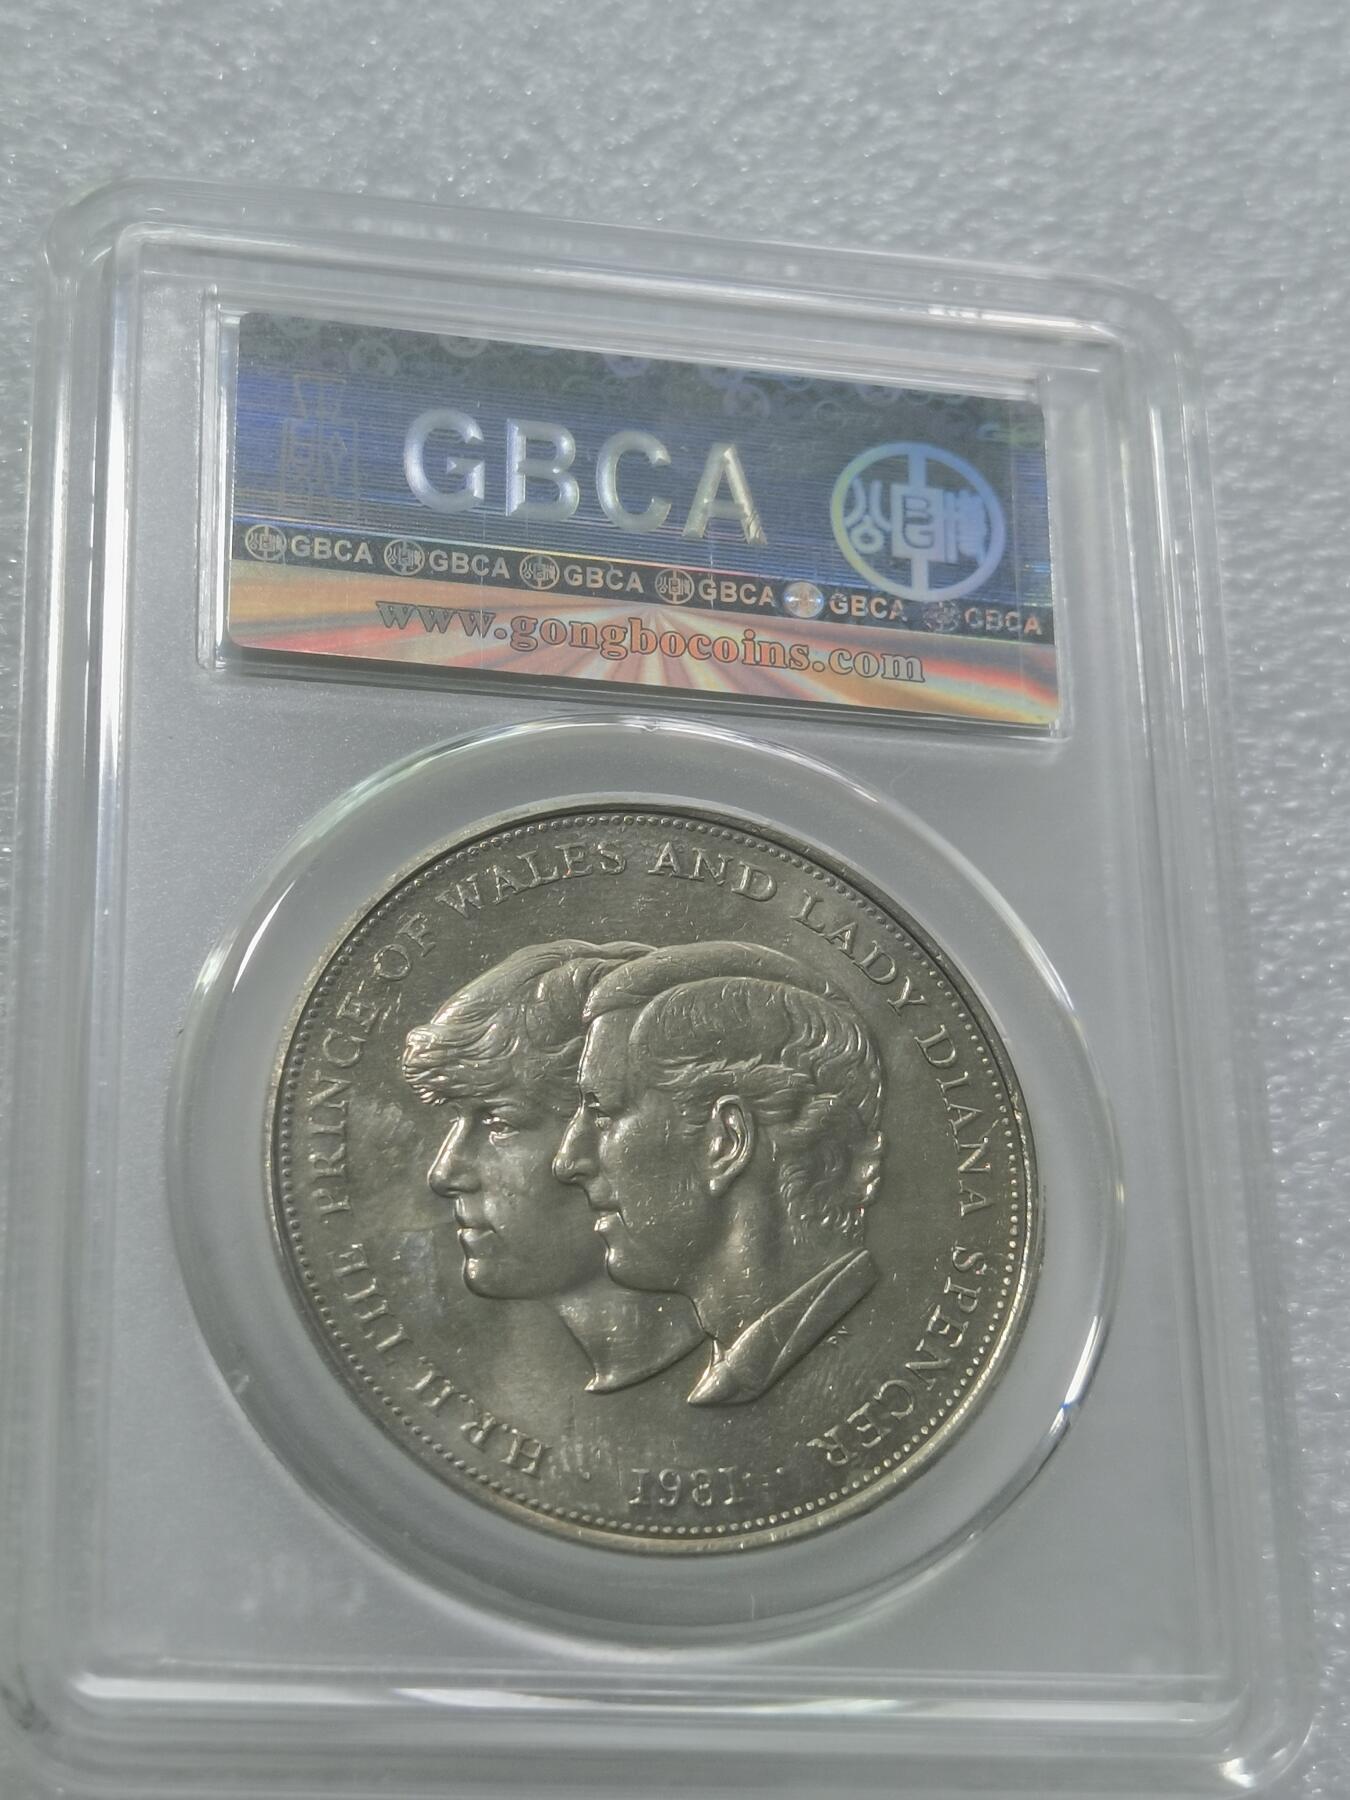 GBCA
GBCA GBCA GBCA GBCA GBCA GBCA
www.gongbocoins.com
H.R.H. THE PRINCE OF WALES AND LADY DIANA SPENCER
· 1981 ·